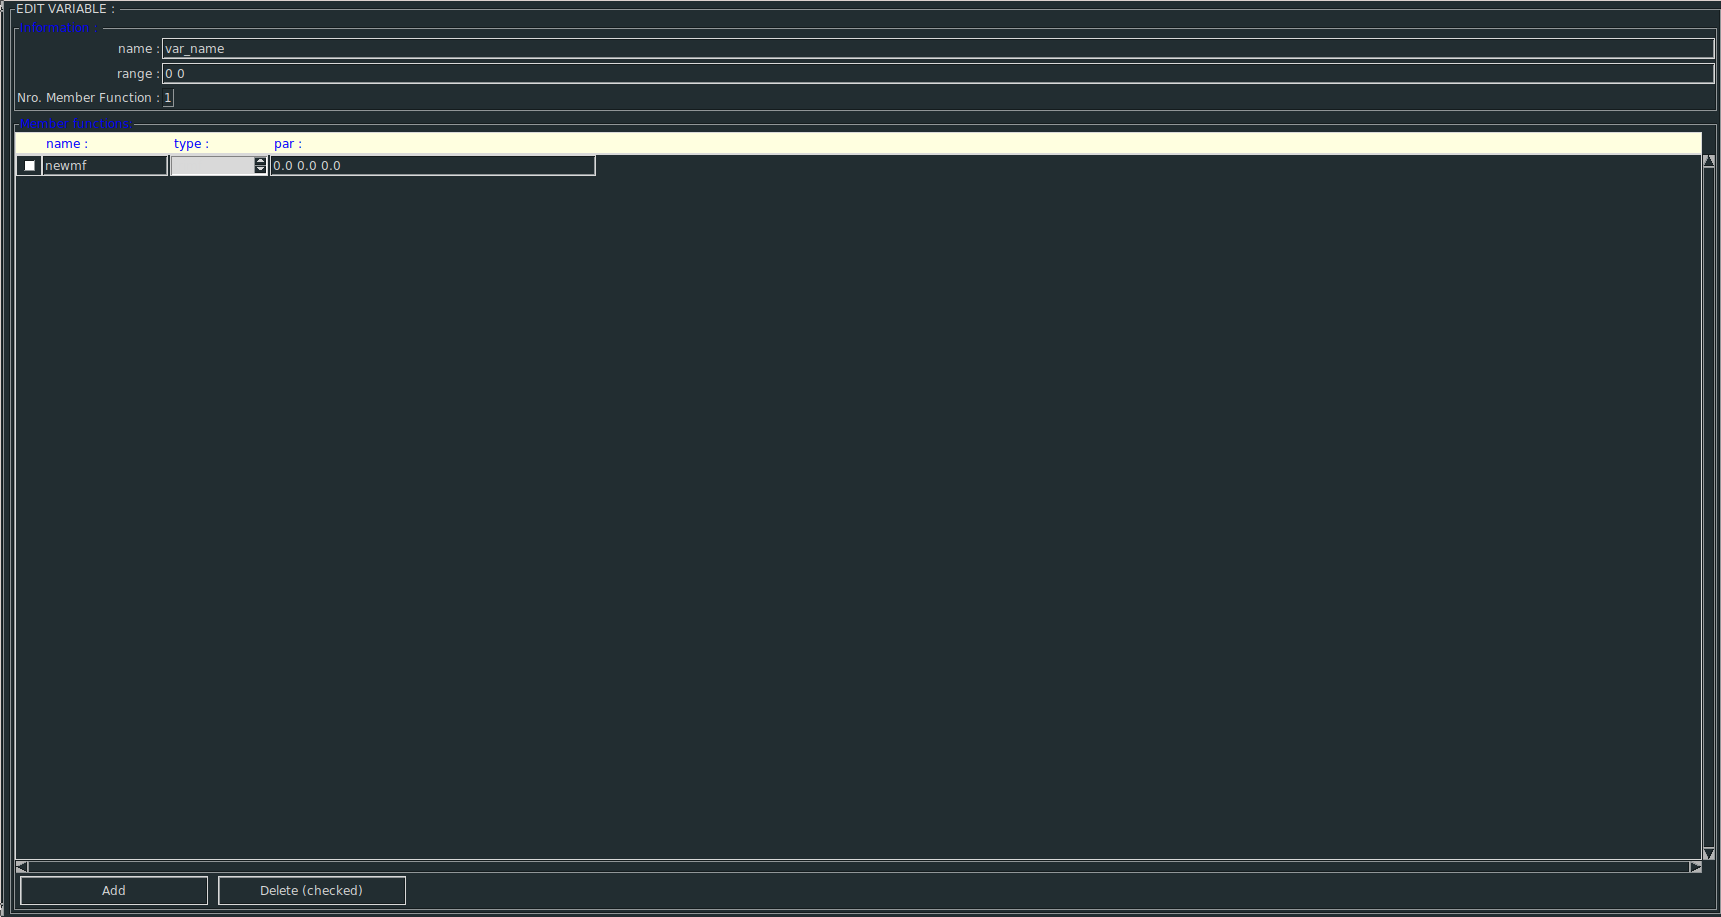 EDIT VARIABLE :
Information :
name : var_name
range : 0 0
Nro. Member Function : 1
Member functions
name : type : par :
newmf 0.0 0.0 0.0
Add Delete (checked)